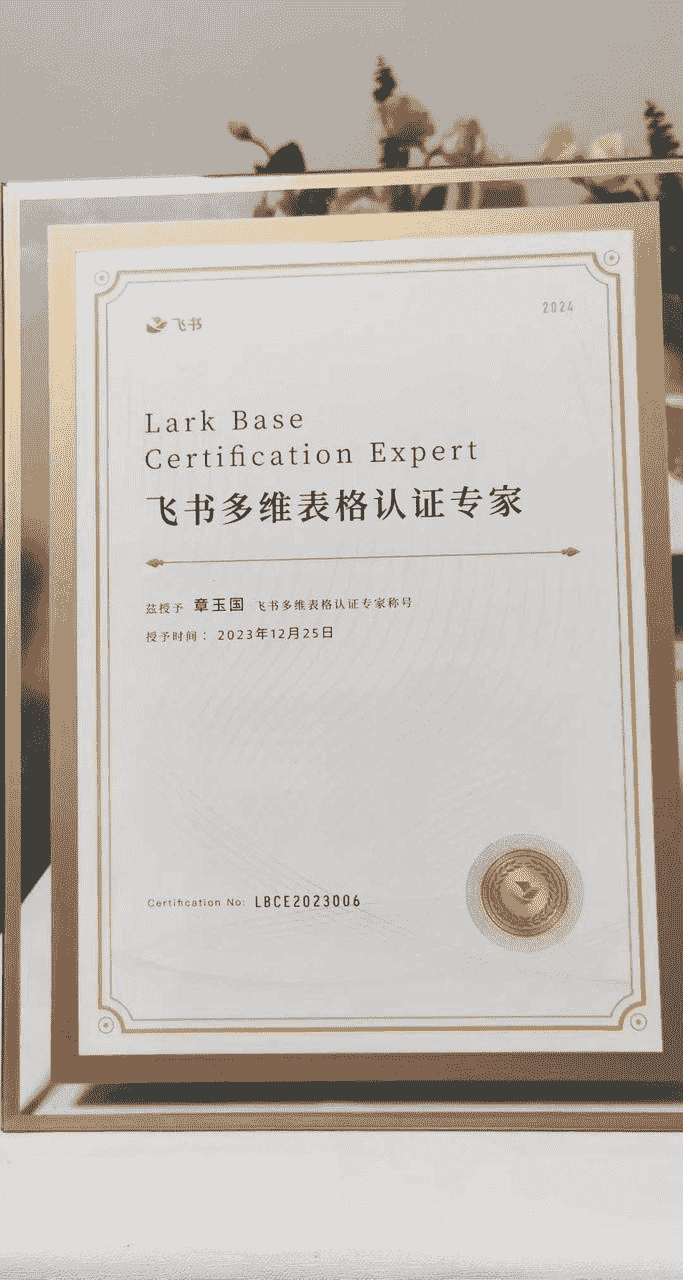 飞书
2024
Lark Base
Certification Expert
飞书多维表格认证专家
兹授予 章玉国 飞书多维表格认证专家称号
授予时间：2023年12月25日
Certification No: LBCE2023006